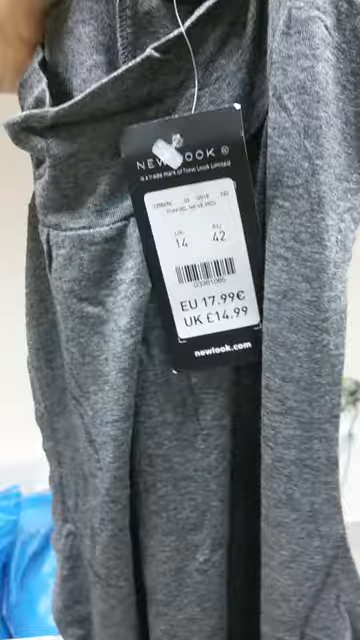 NEW LOOK ®
is a trade mark of New Look Limited
UK EU
14 42
EU 17.99€
UK £14.99
newlook.com